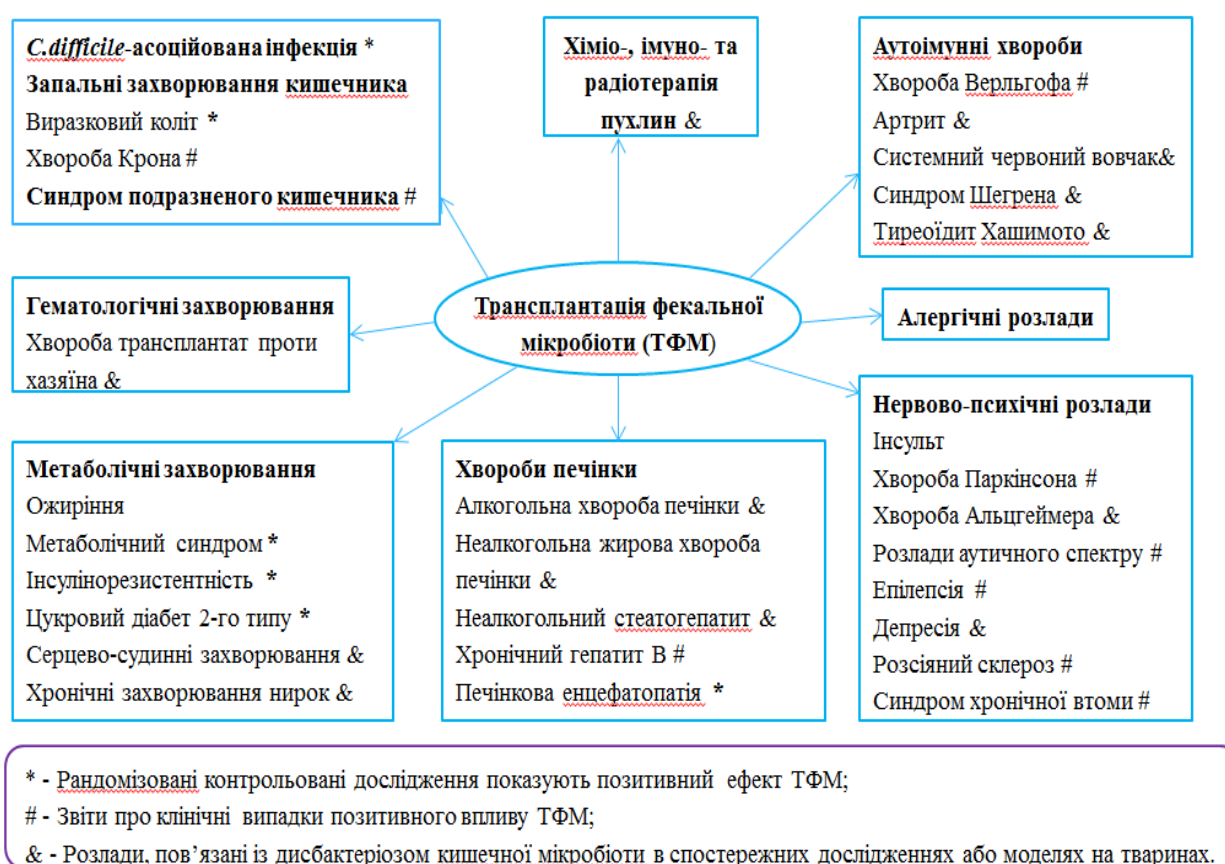 C.difficile-асоційована інфекція *
Запальні захворювання кишечника
Виразковий коліт *
Хвороба Крона #
Синдром подразненого кишечника #
Хіміо-, імуно- та
радіотерапія
пухлин &
Аутоімунні хвороби
Хвороба Верльгофа #
Артрит &
Системний червоний вовчак&
Синдром Шегрена &
Тиреоїдит Хашимото &
Гематологічні захворювання
Хвороба трансплантат проти
хазяїна &
Трансплантація фекальної
мікробіоти (ТФМ)
Алергічні розлади
Метаболічні захворювання
Ожиріння
Метаболічний синдром *
Інсулінорезистентність *
Цукровий діабет 2-го типу *
Серцево-судинні захворювання &
Хронічні захворювання нирок &
Хвороби печінки
Алкогольна хвороба печінки &
Неалкогольна жирова хвороба
печінки &
Неалкогольний стеатогепатит &
Хронічний гепатит В #
Печінкова енцефатопатія *
Нервово-психічні розлади
Інсульт
Хвороба Паркінсона #
Хвороба Альцгеймера &
Розлади аутичного спектру #
Епілепсія #
Депресія &
Розсіяний склероз #
Синдром хронічної втоми #
* - Рандомізовані контрольовані дослідження показують позитивний ефект ТФМ;
# - Звіти про клінічні випадки позитивного впливу ТФМ;
& - Розлади, пов’язані із дисбактеріозом кишечної мікробіоти в спостережних дослідженнях або моделях на тваринах.